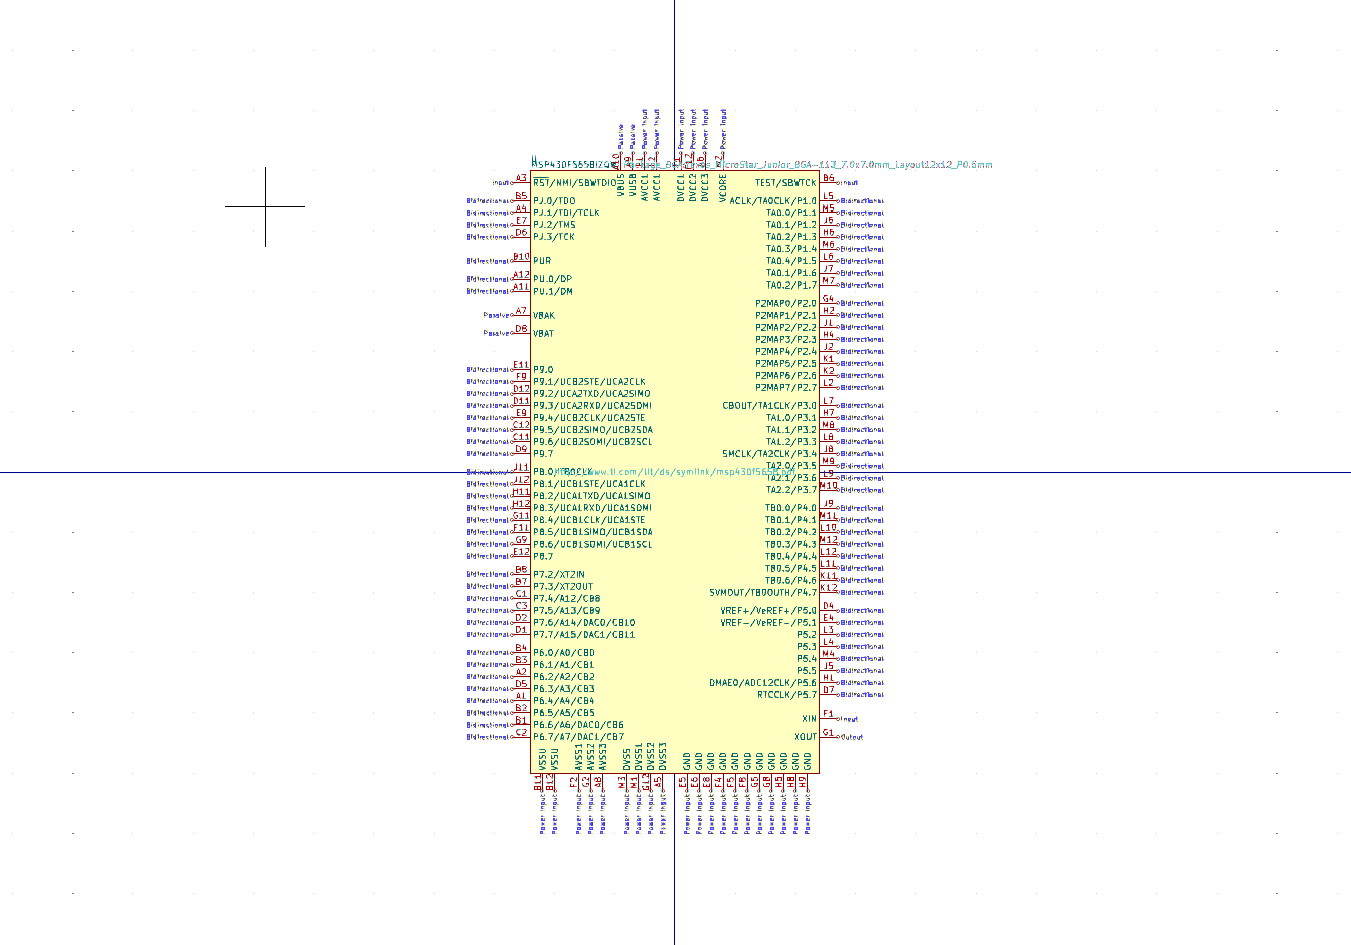 Passive
Passive
Power Input
Power Input
Power Input
Power Input
Power Input
Power Input
VBUS
VUSB
AVCC1
DVCC1
DVCC2
DVCC3
VCORE
Input A3 RST/NMI/SBWTDIO
TEST/SBWTCK B6 Input
Bidirectional B5 PJ.0/TDO
ACLK/TA0CLK/P1.0 L5 Bidirectional
Bidirectional A4 PJ.1/TDI/TCLK
TA0.0/P1.1 M5 Bidirectional
Bidirectional E7 PJ.2/TMS
TA0.1/P1.2 J6 Bidirectional
Bidirectional D6 PJ.3/TCK
TA0.2/P1.3 H6 Bidirectional
TA0.3/P1.4 M6 Bidirectional
Bidirectional B10 PUR
TA0.4/P1.5 L6 Bidirectional
TA0.1/P1.6 J7 Bidirectional
Bidirectional A12 PU.0/DP
TA0.2/P1.7 M7 Bidirectional
Bidirectional A11 PU.1/DM
P2MAP0/P2.0 G4 Bidirectional
Passive A7 VBAK
P2MAP1/P2.1 H2 Bidirectional
P2MAP2/P2.2 J1 Bidirectional
Passive D8 VBAT
P2MAP3/P2.3 H4 Bidirectional
P2MAP4/P2.4 J2 Bidirectional
P2MAP5/P2.5 K1 Bidirectional
Bidirectional E11 P9.0
P2MAP6/P2.6 K2 Bidirectional
Bidirectional F9 P9.1/UCB2STE/UCA2CLK
P2MAP7/P2.7 L2 Bidirectional
Bidirectional D12 P9.2/UCA2TXD/UCA2SIMO
Bidirectional D11 P9.3/UCA2RXD/UCA2SOMI
CBOUT/TA1CLK/P3.0 L7 Bidirectional
Bidirectional E9 P9.4/UCB2CLK/UCA2STE
TA1.0/P3.1 H7 Bidirectional
Bidirectional C12 P9.5/UCB2SIMO/UCB2SDA
TA1.1/P3.2 M8 Bidirectional
Bidirectional C11 P9.6/UCB2SOMI/UCB2SCL
TA1.2/P3.3 L8 Bidirectional
Bidirectional D9 P9.7
SMCLK/TA2CLK/P3.4 J8 Bidirectional
TA2.0/P3.5 M9 Bidirectional
Bidirectional J11 P8.0/TB0CLK
TA2.1/P3.6 L9 Bidirectional
Bidirectional J12 P8.1/UCB1STE/UCA1CLK
TA2.2/P3.7 M10 Bidirectional
Bidirectional H11 P8.2/UCA1TXD/UCA1SIMO
Bidirectional H12 P8.3/UCA1RXD/UCA1SOMI
TB0.0/P4.0 J9 Bidirectional
Bidirectional G11 P8.4/UCB1CLK/UCA1STE
TB0.1/P4.1 M11 Bidirectional
Bidirectional F11 P8.5/UCB1SIMO/UCB1SDA
TB0.2/P4.2 L10 Bidirectional
Bidirectional G9 P8.6/UCB1SOMI/UCB1SCL
TB0.3/P4.3 M12 Bidirectional
Bidirectional E12 P8.7
TB0.4/P4.4 L12 Bidirectional
TB0.5/P4.5 L11 Bidirectional
Bidirectional B8 P7.2/XT2IN
TB0.6/P4.6 K11 Bidirectional
Bidirectional B7 P7.3/XT2OUT
SVMOUT/TB0OUTH/P4.7 K12 Bidirectional
Bidirectional C1 P7.4/A12/CB8
Bidirectional C3 P7.5/A13/CB9
VREF+/VeREF+/P5.0 D4 Bidirectional
Bidirectional D2 P7.6/A14/DAC0/CB10
VREF-/VeREF-/P5.1 E4 Bidirectional
Bidirectional D1 P7.7/A15/DAC1/CB11
P5.2 L3 Bidirectional
P5.3 L4 Bidirectional
Bidirectional B4 P6.0/A0/CB0
P5.4 M4 Bidirectional
Bidirectional B3 P6.1/A1/CB1
P5.5 J5 Bidirectional
Bidirectional A2 P6.2/A2/CB2
DMAE0/ADC12CLK/P5.6 H1 Bidirectional
Bidirectional D5 P6.3/A3/CB3
RTCCLK/P5.7 D7 Bidirectional
Bidirectional A1 P6.4/A4/CB4
Bidirectional B2 P6.5/A5/CB5
XIN F1 Input
Bidirectional B1 P6.6/A6/DAC0/CB6
Bidirectional C2 P6.7/A7/DAC1/CB7
XOUT G1 Output
VSSU VSSU AVSS1 AVSS2 AVSS3 DVSS DVSS1 DVSS2 DVSS3 GND GND GND GND GND GND GND GND GND GND GND
B11 B12 F2 G2 A8 M3 M1 G12 A5 E5 E6 E8 F4 F5 F8 G5 G8 H5 H8 H9
Power Input Power Input Power Input Power Input Power Input Power Input Power Input Power Input Power Input Power Input Power Input Power Input Power Input Power Input Power Input Power Input Power Input Power Input Power Input Power Input